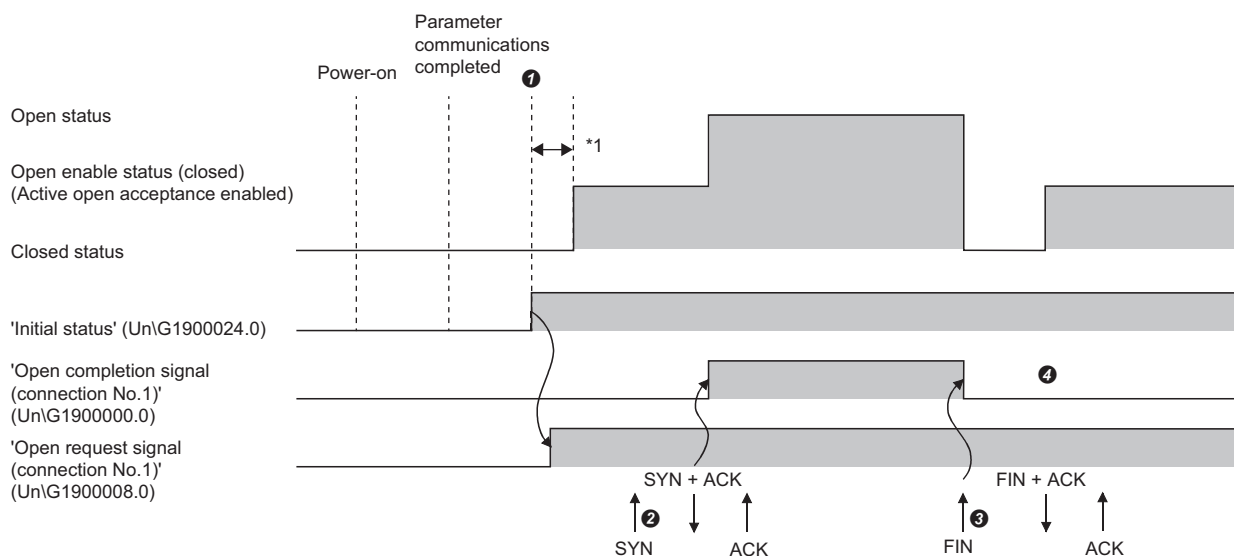 Parameter
communications
completed
Power-on
❶
Open status
*1
Open enable status (closed)
(Active open acceptance enabled)
Closed status
'Initial status' (Un\G1900024.0)
'Open completion signal
(connection No.1)'
(Un\G1900000.0)
❹
'Open request signal
(connection No.1)'
(Un\G1900008.0)
SYN + ACK
FIN + ACK
❷
❸
SYN
ACK
FIN
ACK